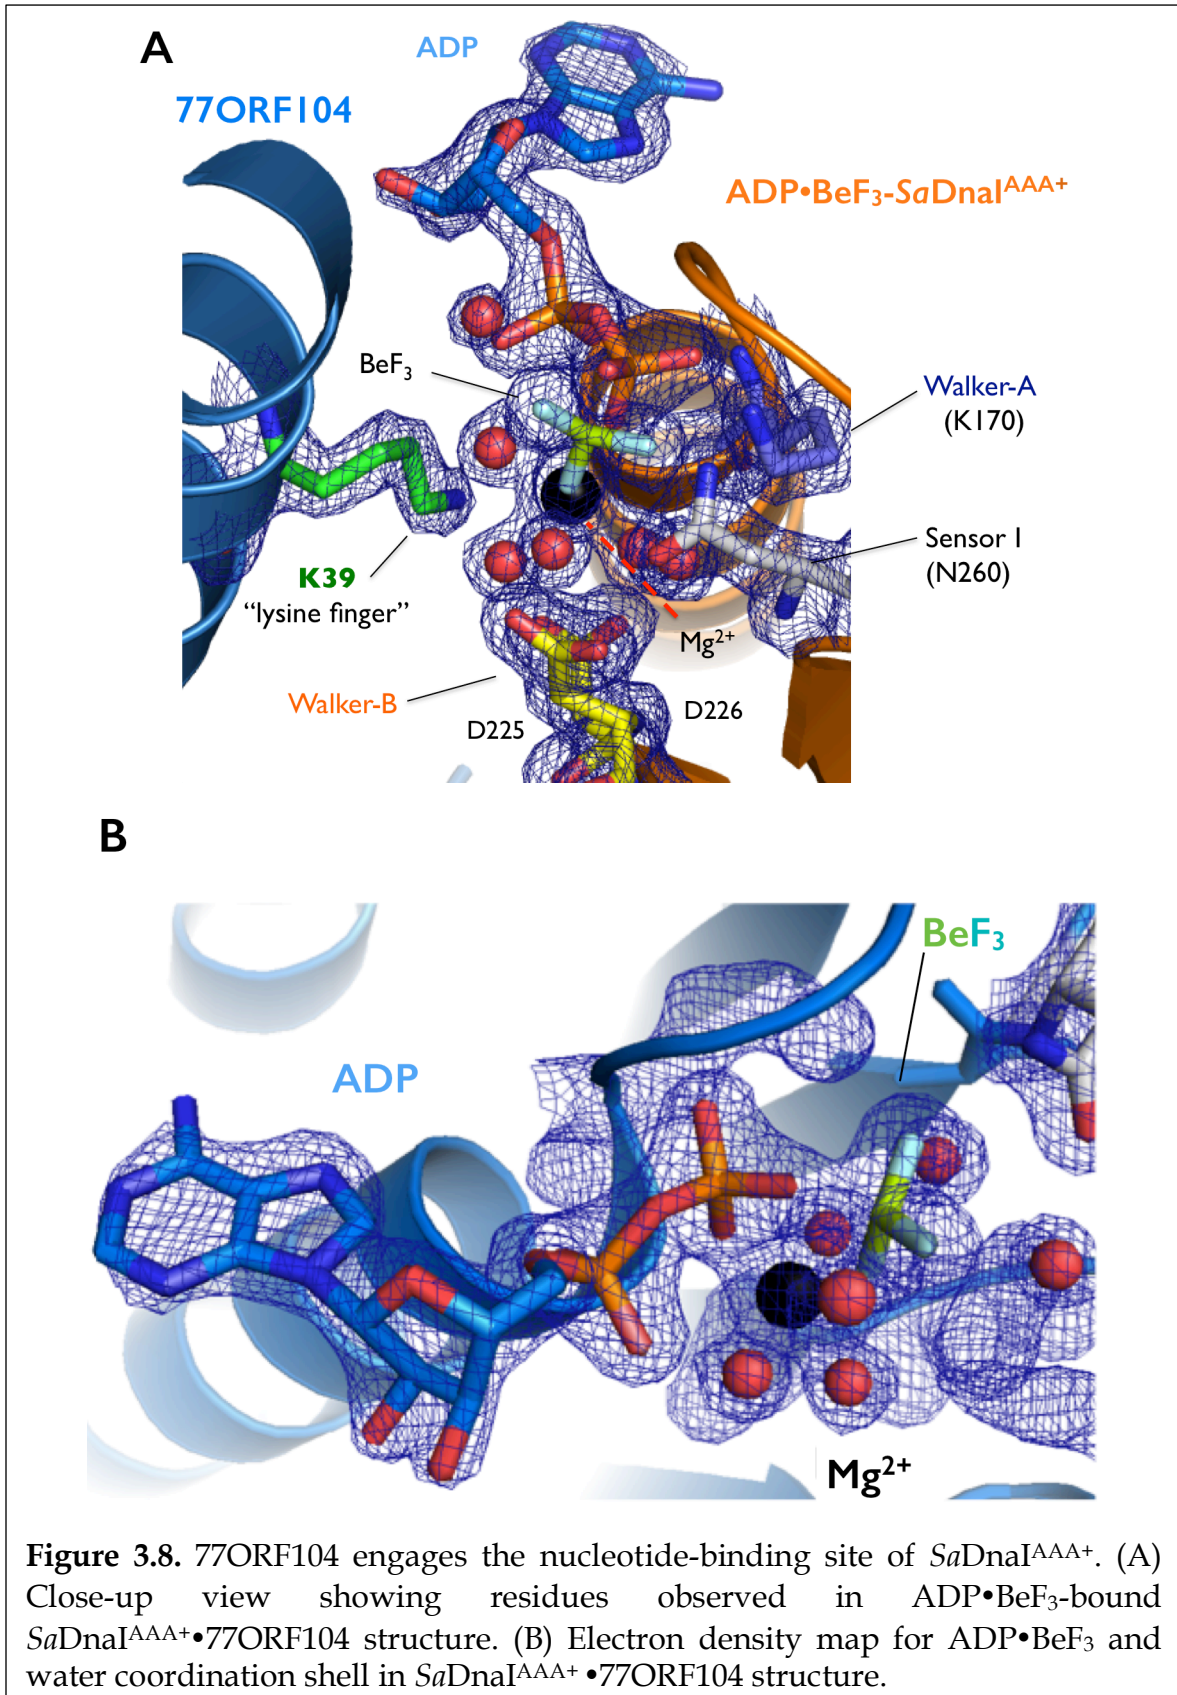 A
ADP
77ORF104
ADP•BeF₃-SaDnaIᴬᴬᴬ⁺
BeF₃
Walker-A
(K170)
Sensor I
(N260)
K39
“lysine finger”
Mg²⁺
Walker-B
D225
D226
B
BeF₃
ADP
Mg²⁺
Figure 3.8. 77ORF104 engages the nucleotide-binding site of SaDnaIᴬᴬᴬ⁺. (A)
Close-up view showing residues observed in ADP•BeF₃-bound
SaDnaIᴬᴬᴬ⁺•77ORF104 structure. (B) Electron density map for ADP•BeF₃ and
water coordination shell in SaDnaIᴬᴬᴬ⁺ •77ORF104 structure.